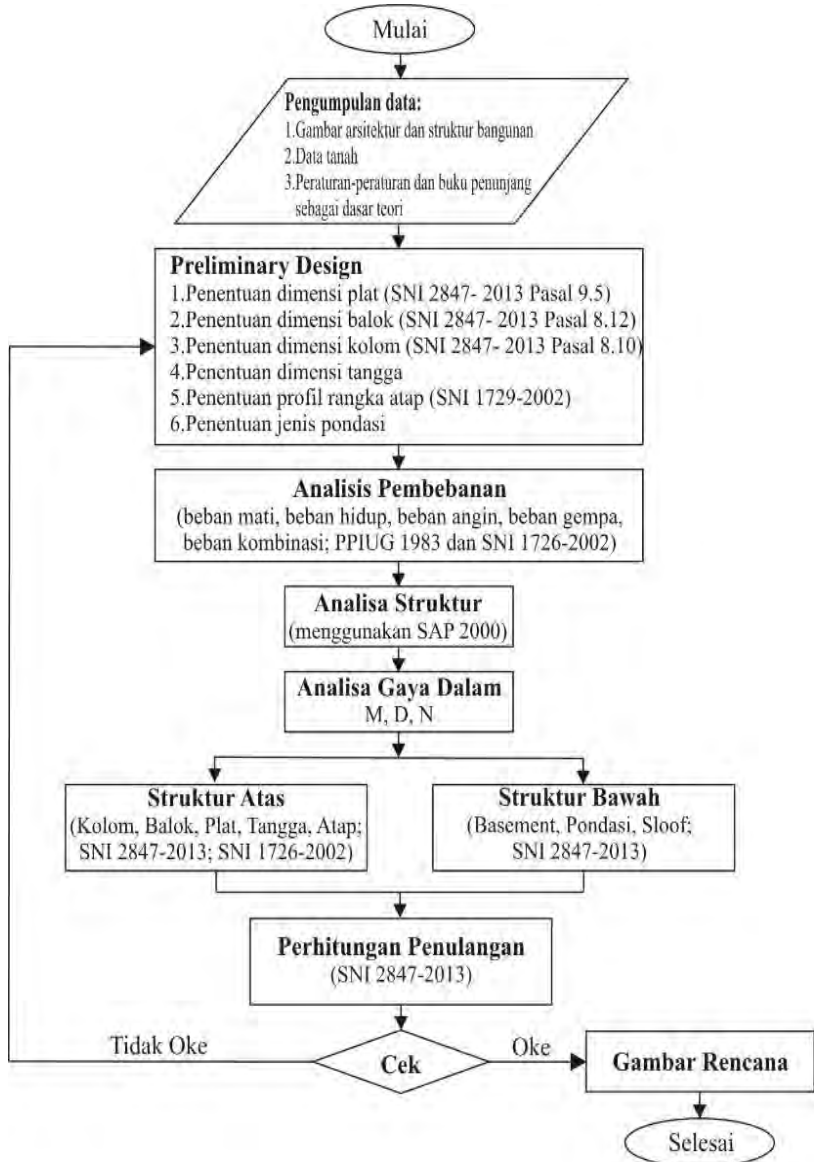 Mulai
Pengumpulan data:
1.Gambar arsitektur dan struktur bangunan
2.Data tanah
3.Peraturan-peraturan dan buku penunjang
sebagai dasar teori
Preliminary Design
1.Penentuan dimensi plat (SNI 2847- 2013 Pasal 9.5)
2.Penentuan dimensi balok (SNI 2847- 2013 Pasal 8.12)
3.Penentuan dimensi kolom (SNI 2847- 2013 Pasal 8.10)
4.Penentuan dimensi tangga
5.Penentuan profil rangka atap (SNI 1729-2002)
6.Penentuan jenis pondasi
Analisis Pembebanan
(beban mati, beban hidup, beban angin, beban gempa,
beban kombinasi; PPIUG 1983 dan SNI 1726-2002)
Analisa Struktur
(menggunakan SAP 2000)
Analisa Gaya Dalam
M, D, N
Struktur Atas
(Kolom, Balok, Plat, Tangga, Atap;
SNI 2847-2013; SNI 1726-2002)
Struktur Bawah
(Basement, Pondasi, Sloof;
SNI 2847-2013)
Perhitungan Penulangan
(SNI 2847-2013)
Tidak Oke
Cek
Oke
Gambar Rencana
Selesai